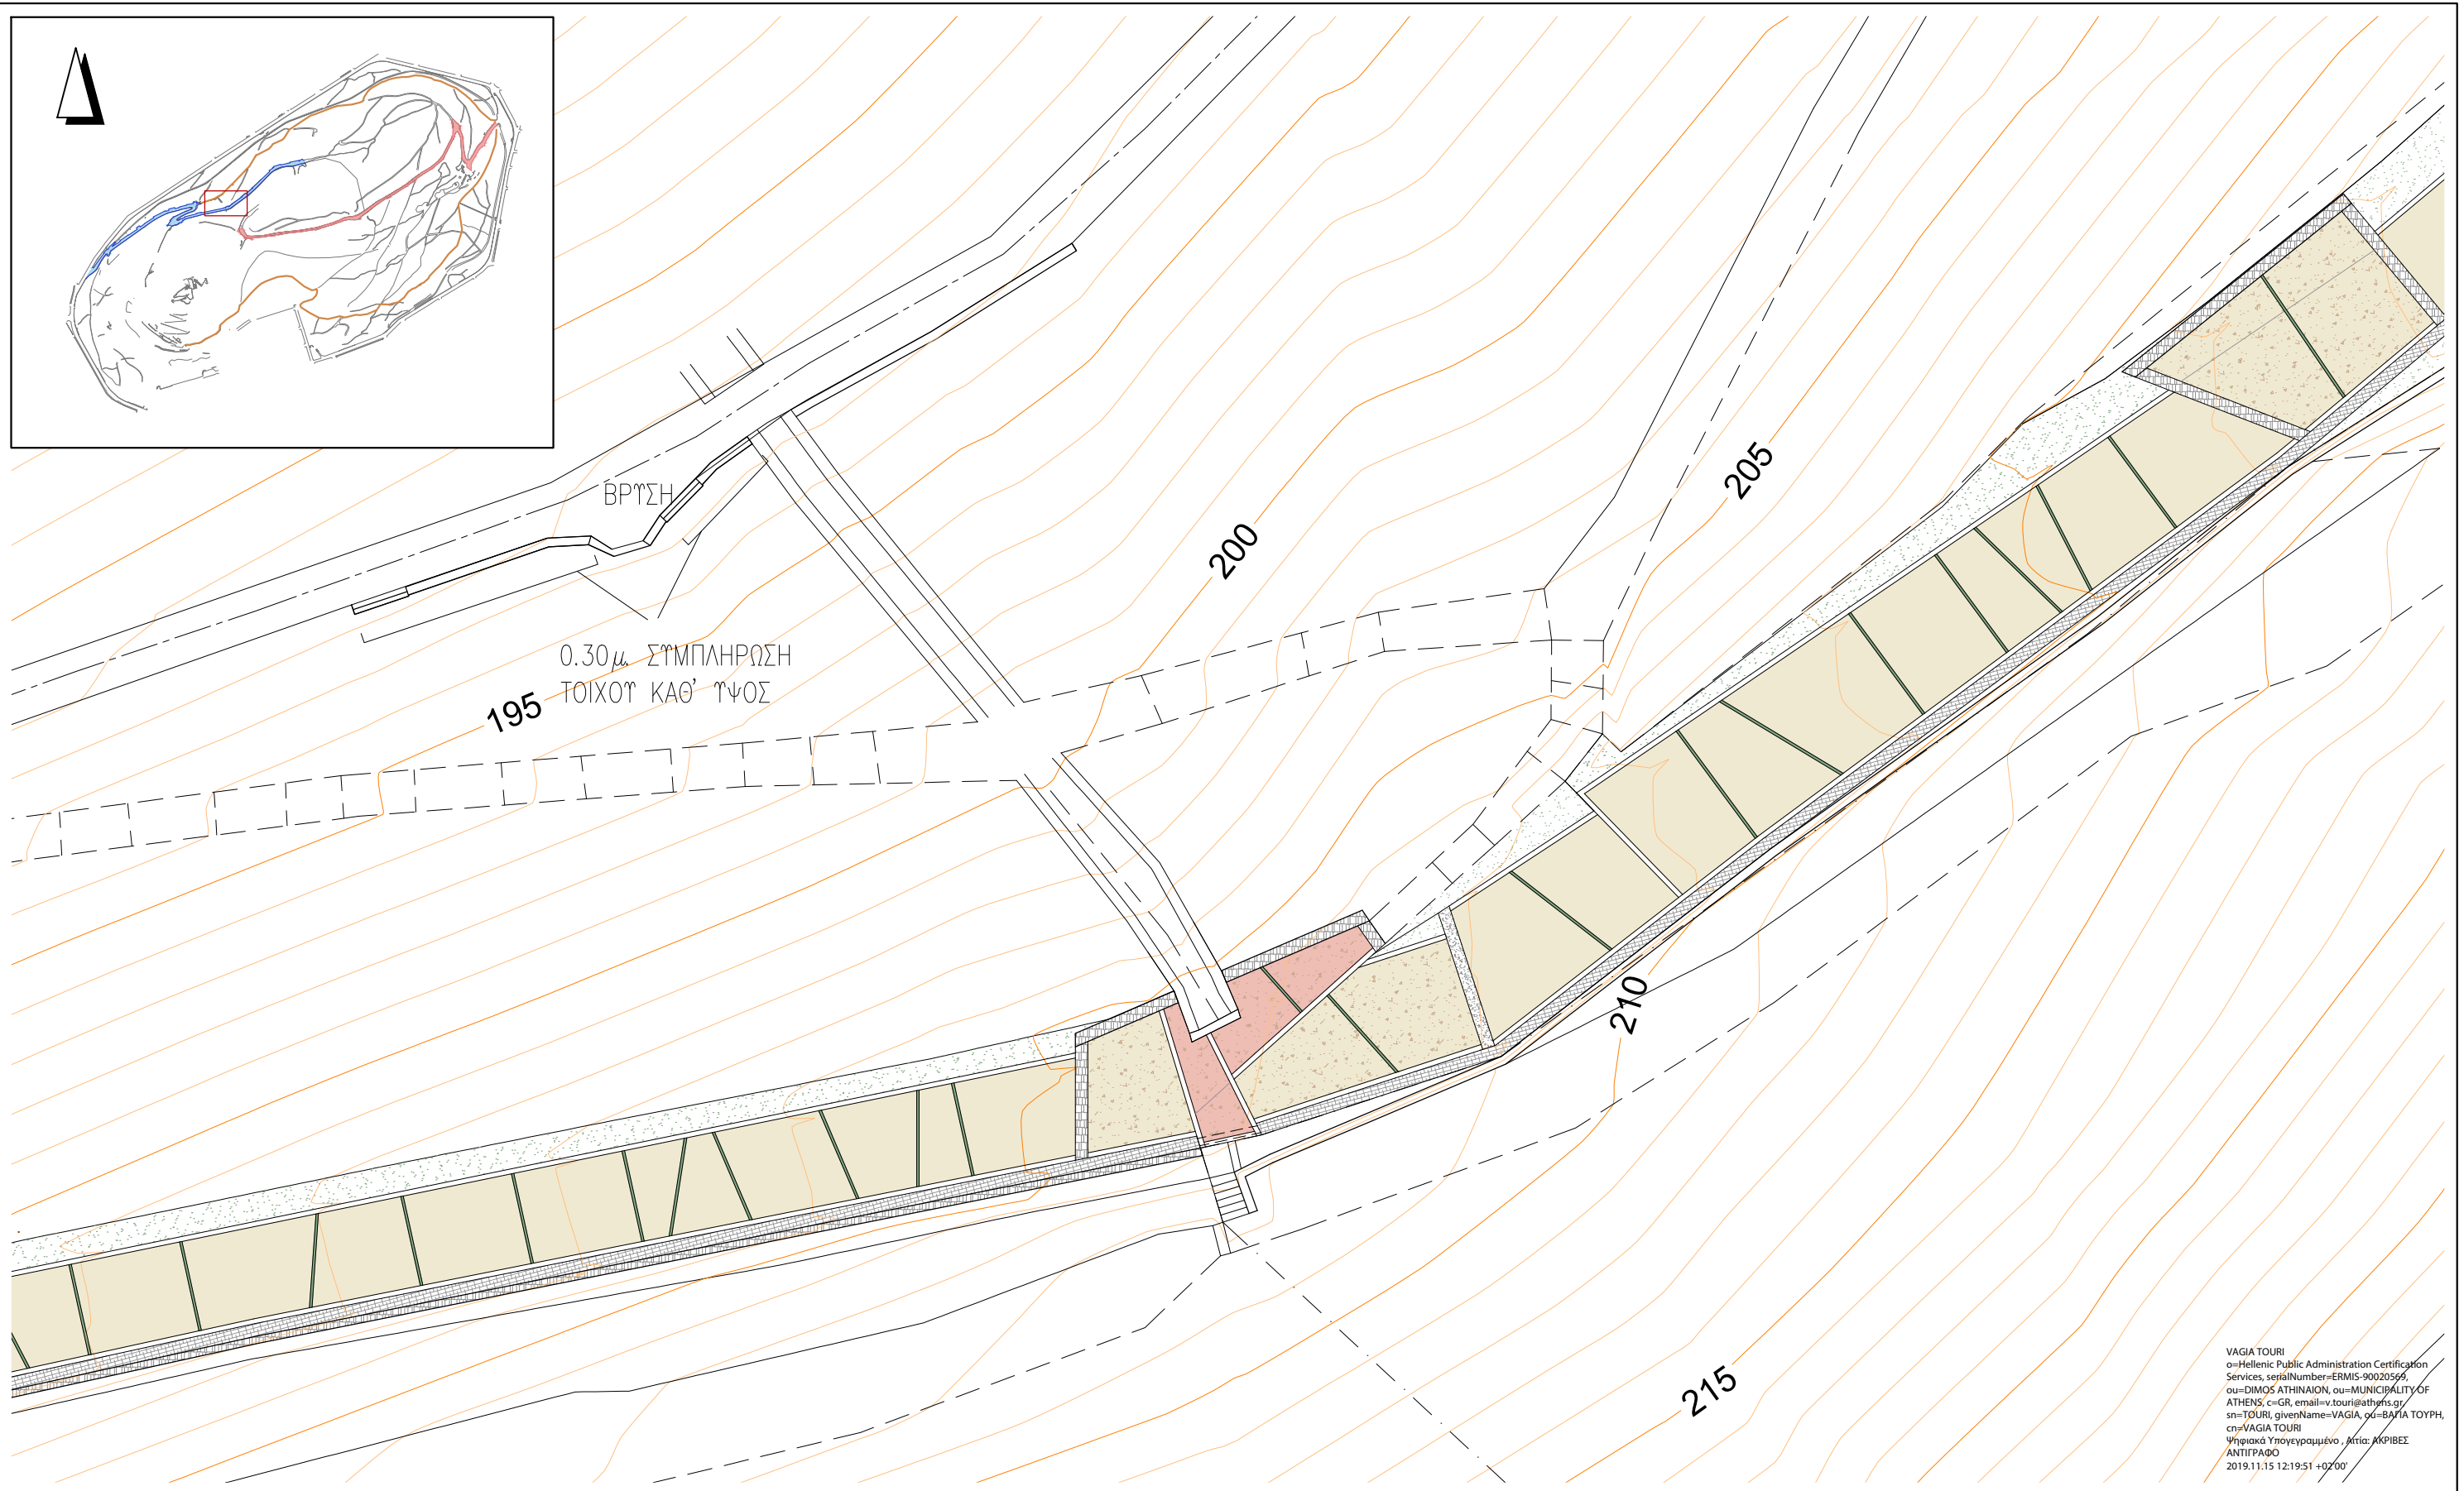 ΒΡΥΣΗ
205
200
0.30μ. ΣΥΜΠΛΗΡΩΣΗ
ΤΟΙΧΟΥ ΚΑΘ' ΥΨΟΣ
195
210
215
VAGIA TOURI
o=Hellenic Public Administration Certification
Services, serialNumber=ERMIS-90020569,
ou=DIMOS ATHINAION, ou=MUNICIPALITY OF
ATHENS, c=GR, email=v.touri@athens.gr,
sn=TOURI, givenName=VAGIA, ou=ΒΑΓΙΑ ΤΟΥΡΗ,
cn=VAGIA TOURI
Ψηφιακά Υπογεγραμμένο , Αιτία: ΑΚΡΙΒΕΣ
ΑΝΤΙΓΡΑΦΟ
2019.11.15 12:19:51 +02'00'